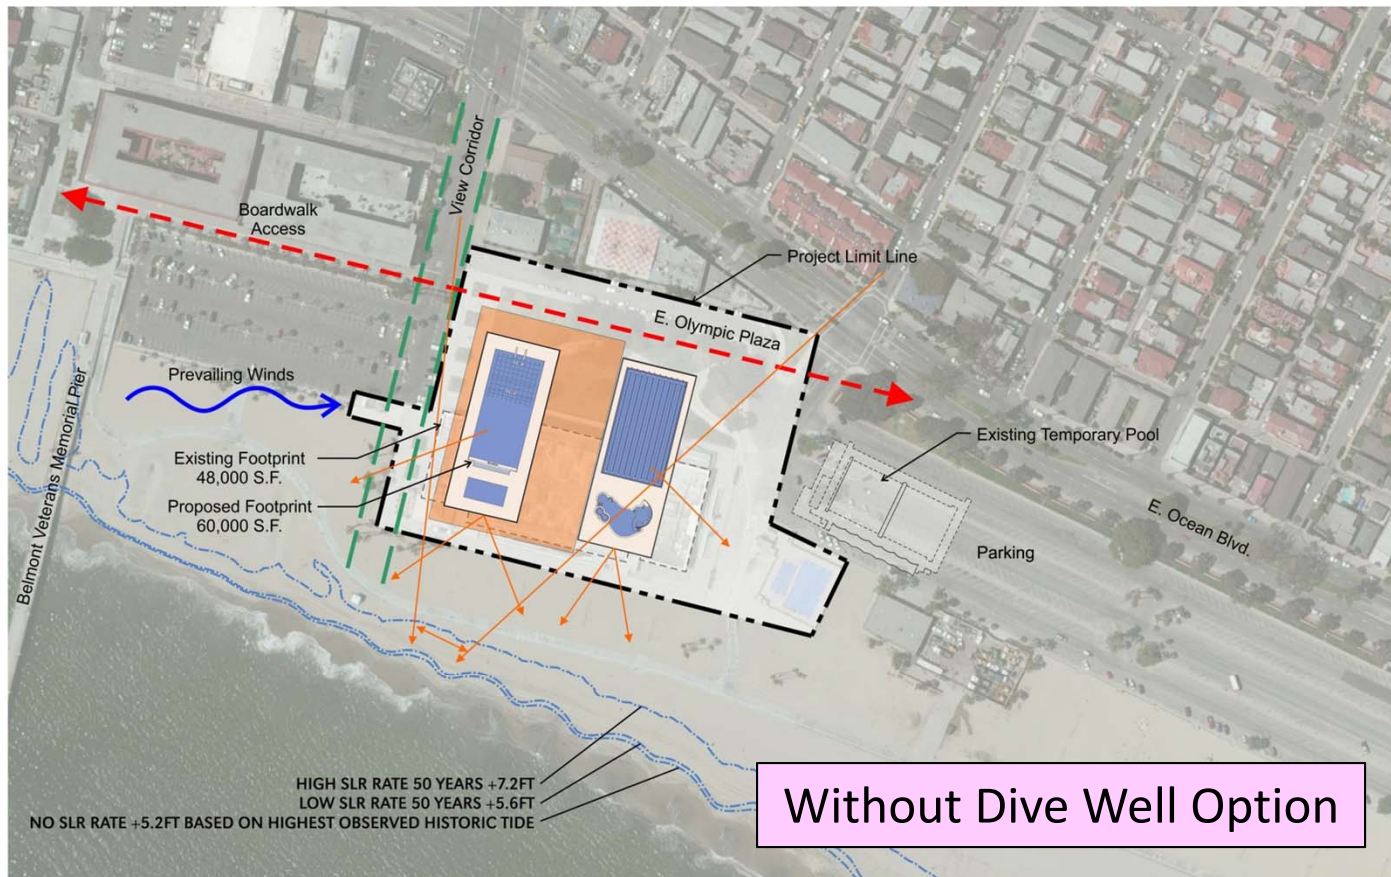 View Corridor
Boardwalk
Access
Project Limit Line
E. Olympic Plaza
Prevailing Winds
Belmont Veterans Memorial Pier
Existing Footprint
48,000 S.F.
Proposed Footprint
60,000 S.F.
Existing Temporary Pool
E. Ocean Blvd.
Parking
HIGH SLR RATE 50 YEARS +7.2FT
LOW SLR RATE 50 YEARS +5.6FT
NO SLR RATE +5.2FT BASED ON HIGHEST OBSERVED HISTORIC TIDE
Without Dive Well Option